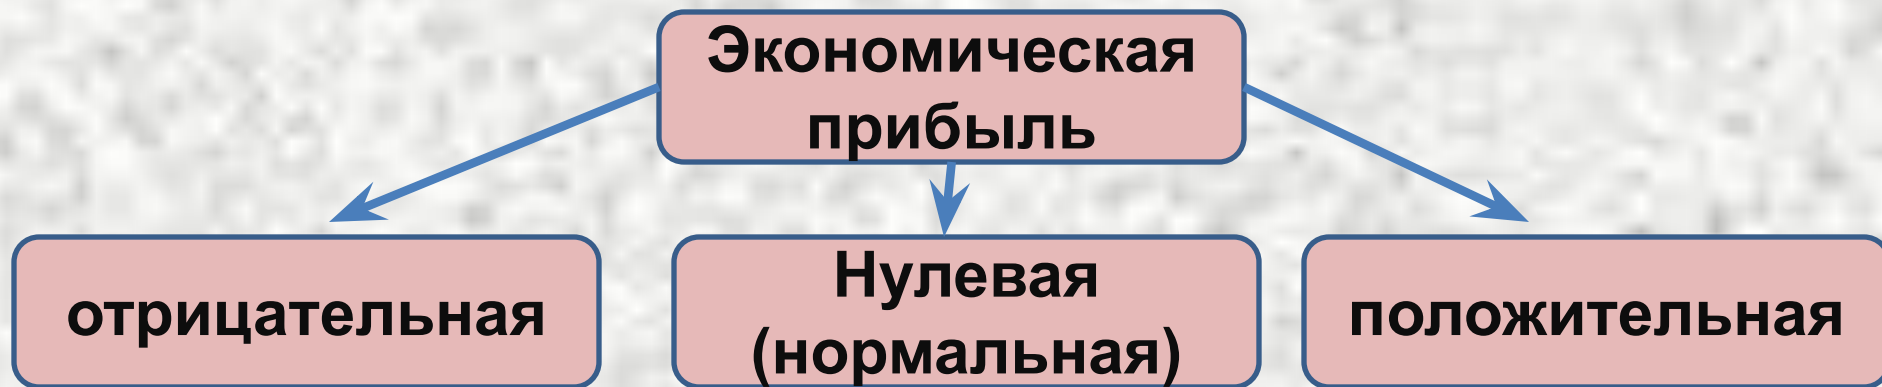 Экономическая
прибыль
отрицательная
Нулевая
(нормальная)
положительная